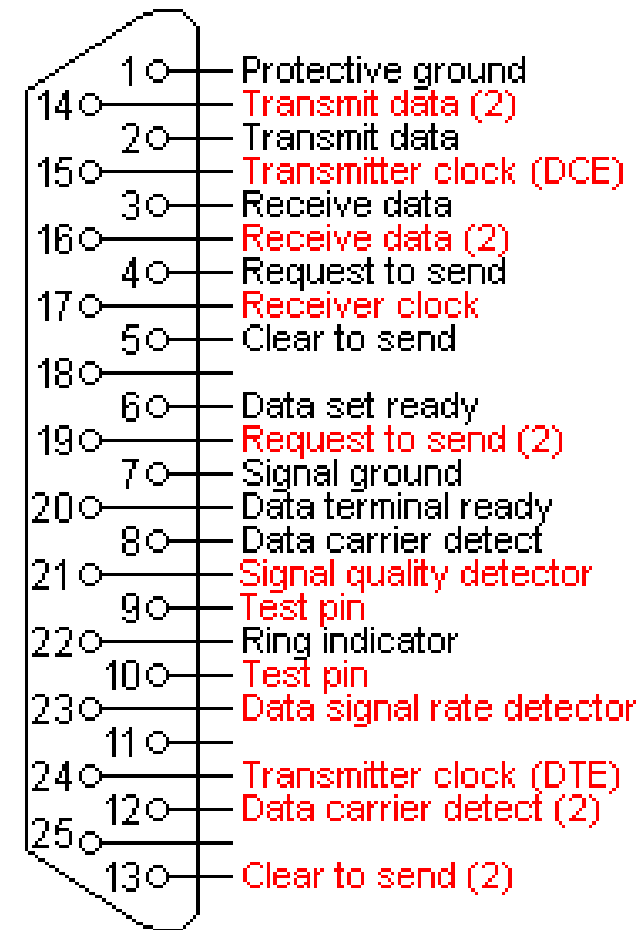 1 Protective ground
14 Transmit data (2)
2 Transmit data
15 Transmitter clock (DCE)
3 Receive data
16 Receive data (2)
4 Request to send
17 Receiver clock
5 Clear to send
18
6 Data set ready
19 Request to send (2)
7 Signal ground
20 Data terminal ready
8 Data carrier detect
21 Signal quality detector
9 Test pin
22 Ring indicator
10 Test pin
23 Data signal rate detector
11
24 Transmitter clock (DTE)
12 Data carrier detect (2)
25
13 Clear to send (2)